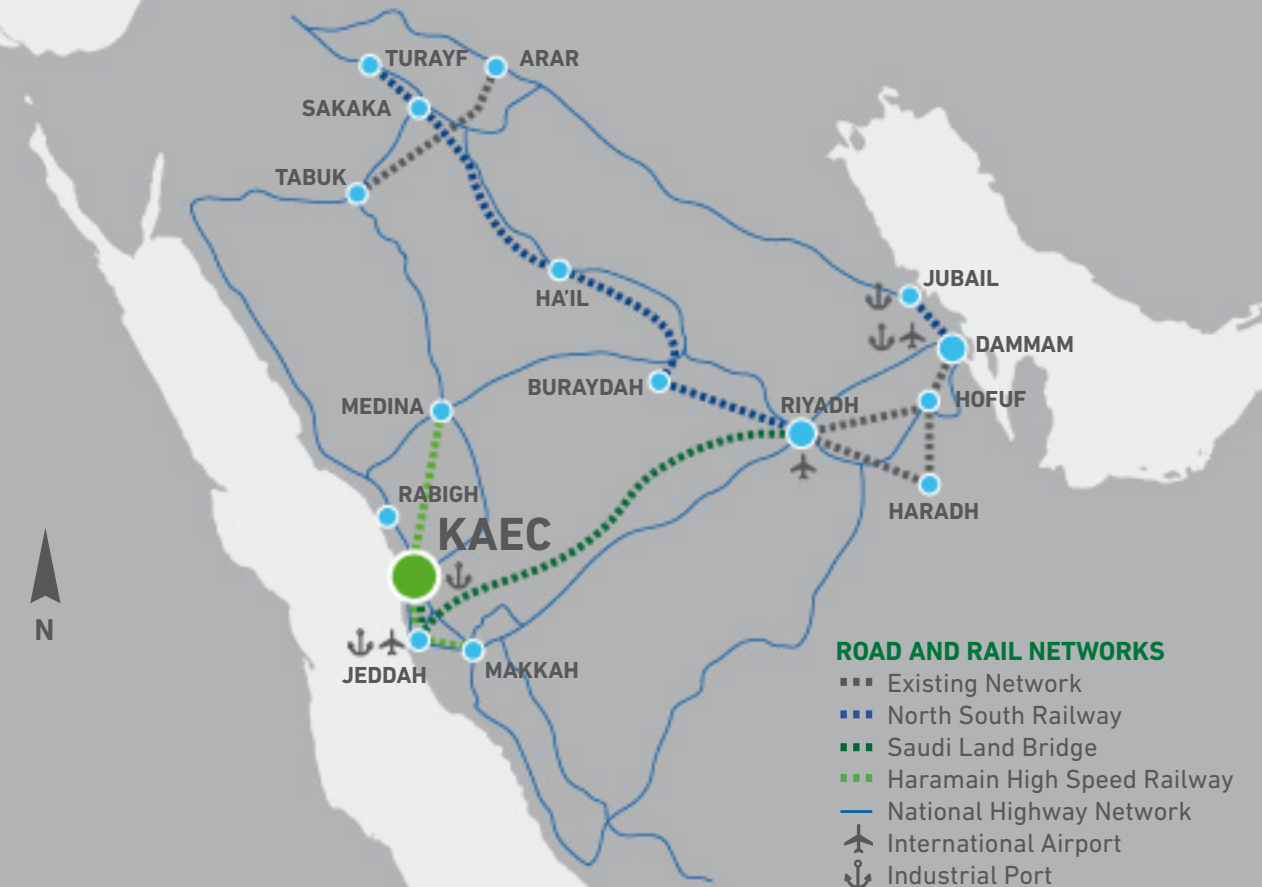 TURAYF
ARAR
SAKAKA
TABUK
HA'IL
JUBAIL
DAMMAM
BURAYDAH
RIYADH
HOFUF
MEDINA
RABIGH
HARADH
KAEC
N
JEDDAH
MAKKAH
ROAD AND RAIL NETWORKS
Existing Network
North South Railway
Saudi Land Bridge
Haramain High Speed Railway
National Highway Network
International Airport
Industrial Port